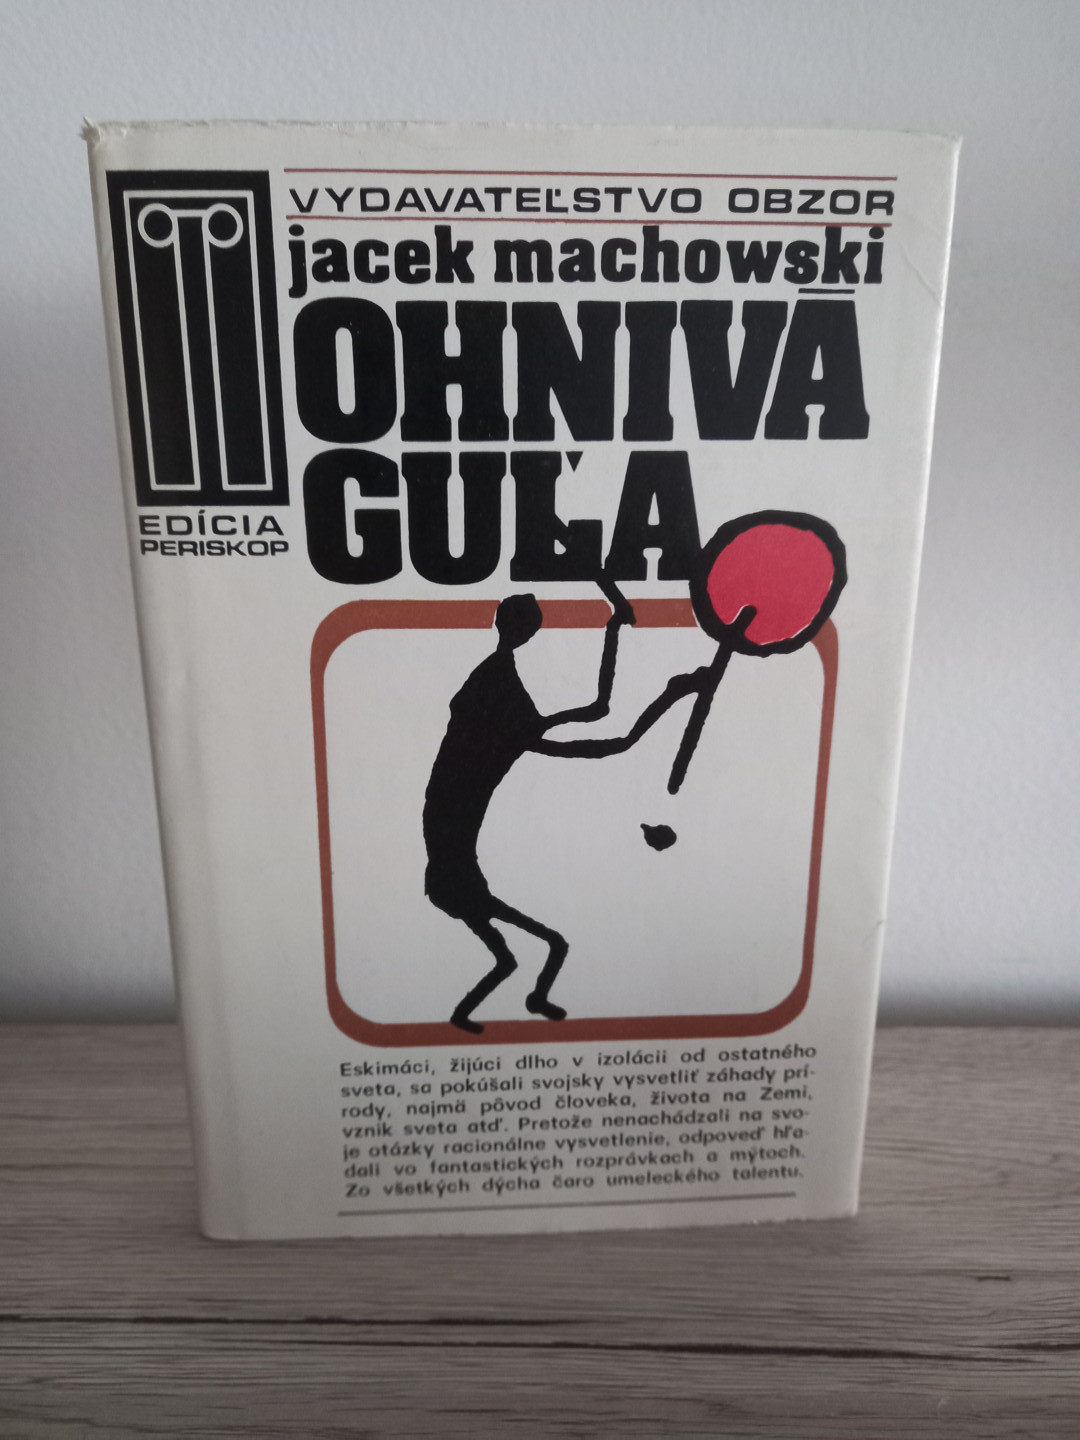 VYDAVATEĽSTVO OBZOR
jacek machowski
OHNIVÁ
GUĽA
EDÍCIA
PERISKOP
Eskimáci, žijúci dlho v izolácii od ostatného
sveta, sa pokúšali svojsky vysvetliť záhady prí-
rody, najmä pôvod človeka, života na Zemi,
vznik sveta atď. Pretože nenachádzali na svo-
je otázky racionálne vysvetlenie, odpoveď hľa-
dali vo fantastických rozprávkach a mýtoch.
Zo všetkých dýcha čaro umeleckého talentu.